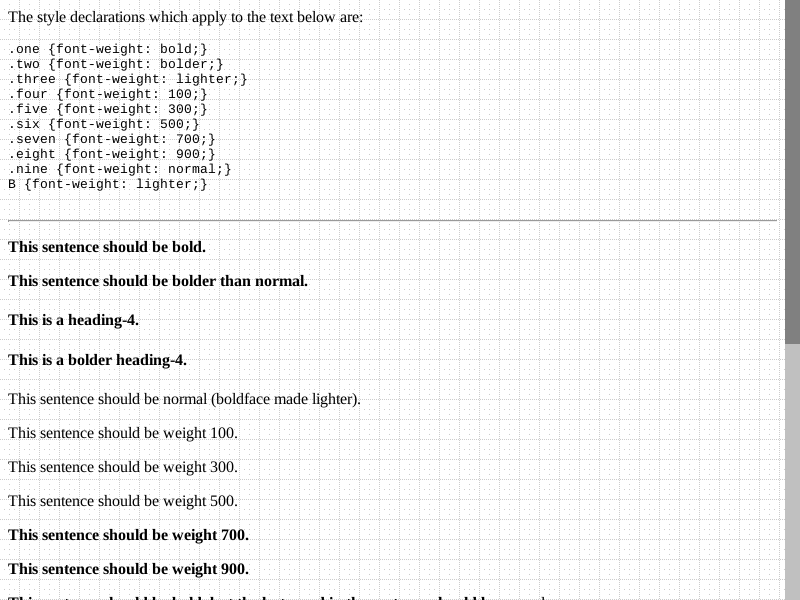 The style declarations which apply to the text below are:
.one {font-weight: bold;}
.two {font-weight: bolder;}
.three {font-weight: lighter;}
.four {font-weight: 100;}
.five {font-weight: 300;}
.six {font-weight: 500;}
.seven {font-weight: 700;}
.eight {font-weight: 900;}
.nine {font-weight: normal;}
B {font-weight: lighter;}
This sentence should be bold.
This sentence should be bolder than normal.
This is a heading-4.
This is a bolder heading-4.
This sentence should be normal (boldface made lighter).
This sentence should be weight 100.
This sentence should be weight 300.
This sentence should be weight 500.
This sentence should be weight 700.
This sentence should be weight 900.